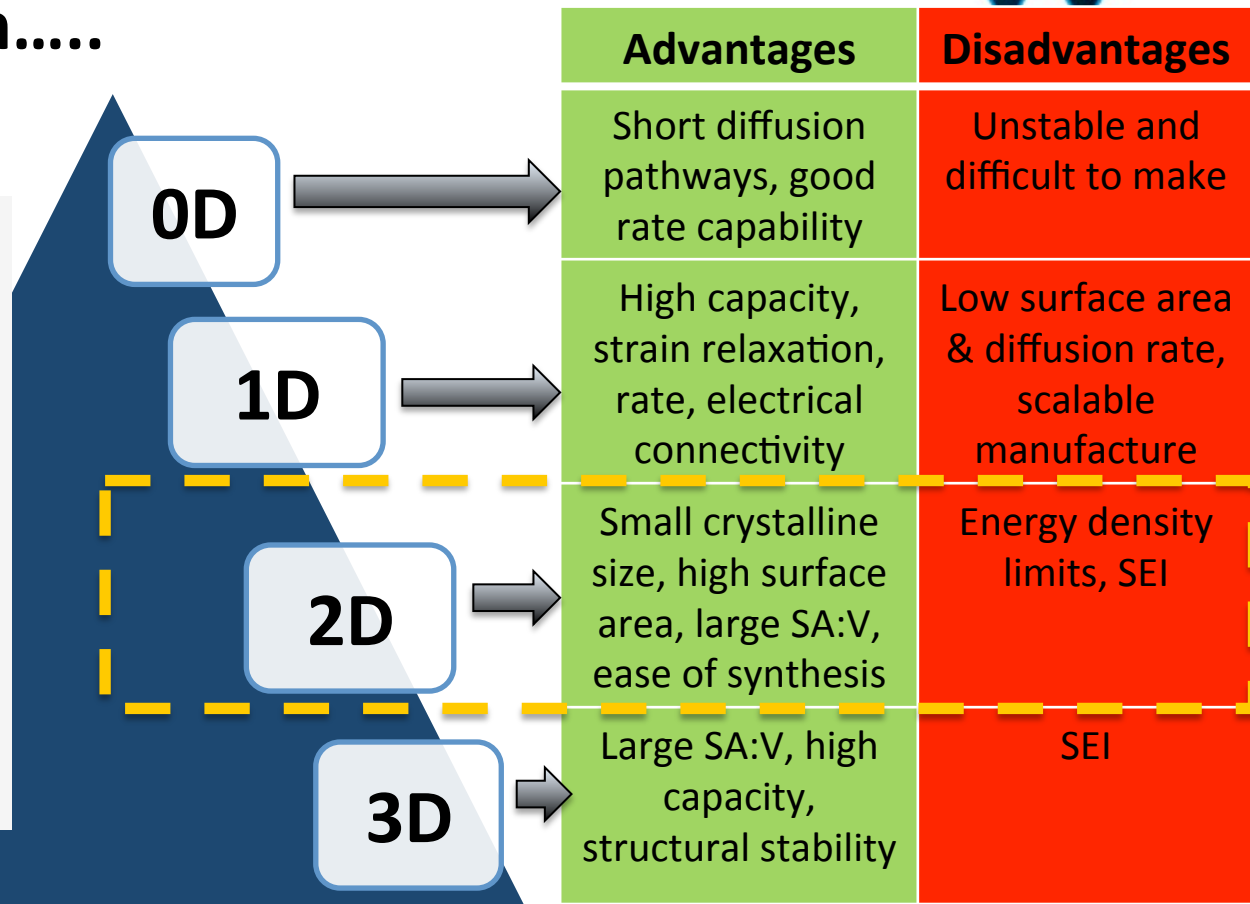 n.....
Advantages
Disadvantages
0D
Short diffusion
pathways, good
rate capability
Unstable and
difficult to make
1D
High capacity,
strain relaxation,
rate, electrical
connectivity
Low surface area
& diffusion rate,
scalable
manufacture
2D
Small crystalline
size, high surface
area, large SA:V,
ease of synthesis
Energy density
limits, SEI
3D
Large SA:V, high
capacity,
structural stability
SEI